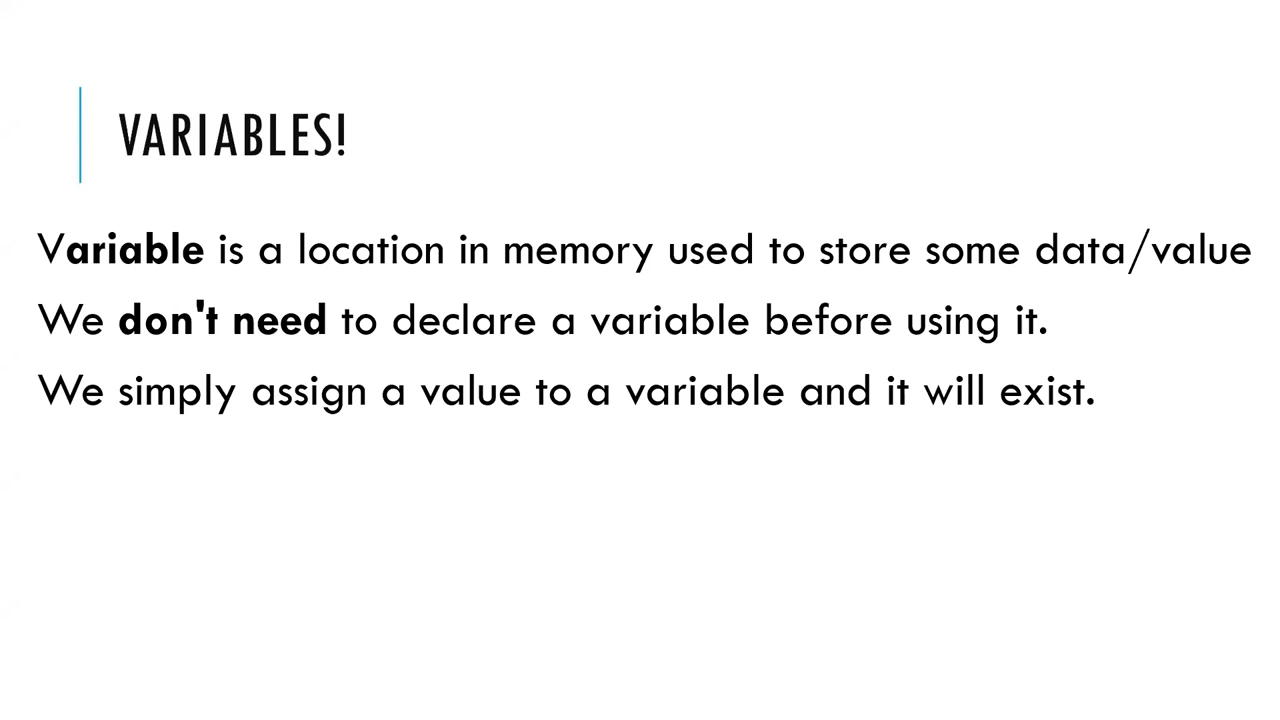 VARIABLES!
Variable is a location in memory used to store some data/value
We don't need to declare a variable before using it.
We simply assign a value to a variable and it will exist.